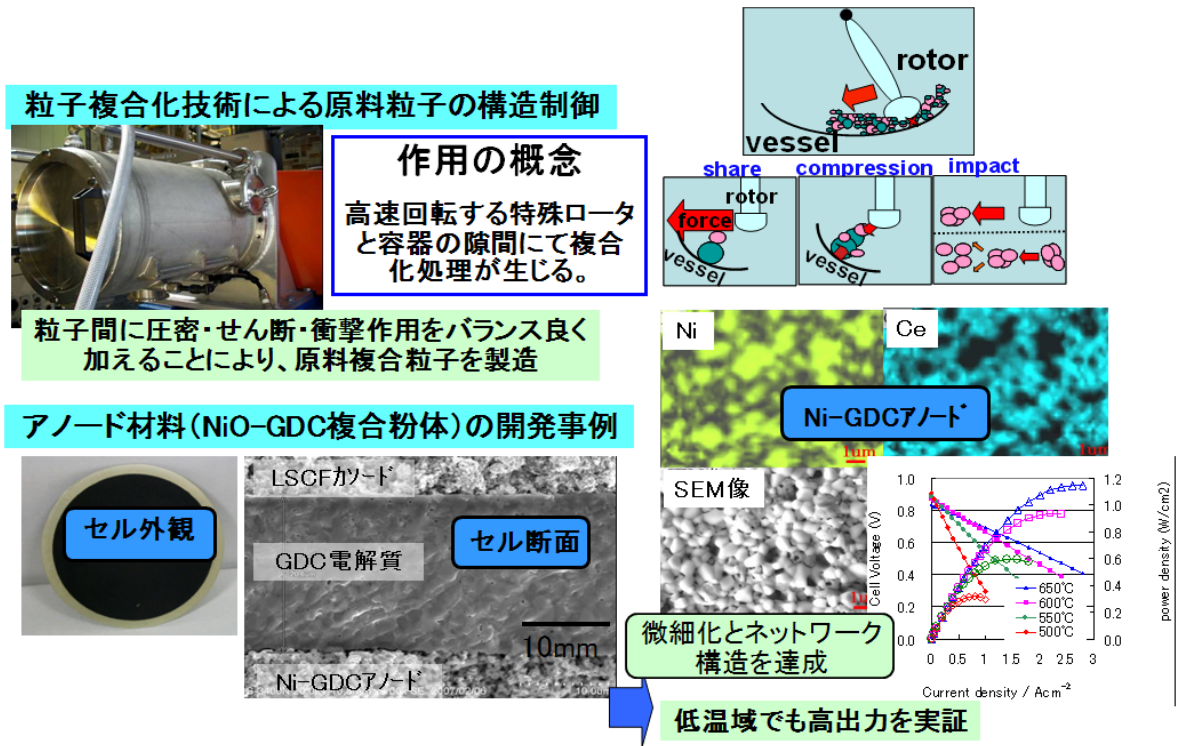 粒子複合化技術による原料粒子の構造制御
作用の概念
高速回転する特殊ロータ
と容器の隙間にて複合
化処理が生じる。
粒子間に圧密・せん断・衝撃作用をバランス良く
加えることにより、原料複合粒子を製造
rotor
vessel
share
compression
impact
rotor
force
vessel
vessel
アノード材料(NiO-GDC複合粉体)の開発事例
セル外観
LSCFカソード
GDC電解質
セル断面
10mm
Ni-GDCアノード
2007/02/06
10.0um
Ni
Ce
Ni-GDCアノード
1um
1um
SEM像
微細化とネットワーク
構造を達成
低温域でも高出力を実証
Cell Voltage (V)
1.0
0.8
0.6
0.4
0.2
0.0
power density (W/cm2)
1.2
1.0
0.8
0.6
0.4
0.2
0.0
650℃
600℃
550℃
500℃
0 0.5 1 1.5 2 2.5 3
Current density / Acm⁻²